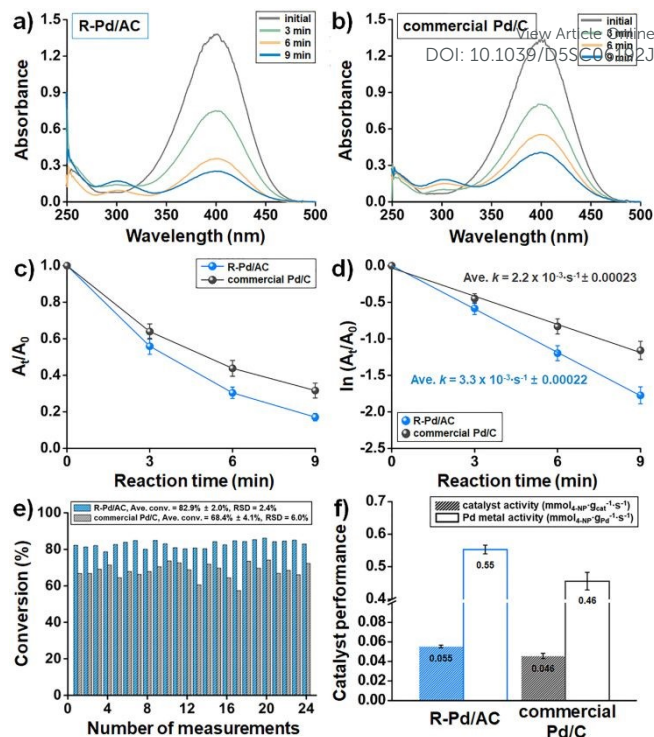 a)
R-Pd/AC
initial
3 min
6 min
9 min
Absorbance
1.5
1.2
0.9
0.6
0.3
0.0
250
300
350
400
450
500
Wavelength (nm)
b)
commercial Pd/C
initial
3 min
6 min
9 min
View Article Online
DOI: 10.1039/
Absorbance
1.5
1.2
0.9
0.6
0.3
0.0
250
300
350
400
450
500
Wavelength (nm)
c)
R-Pd/AC
commercial Pd/C
At/A0
1.0
0.8
0.6
0.4
0.2
0.0
0
3
6
9
Reaction time (min)
d)
Ave. k = 2.2 x 10⁻³·s⁻¹ ± 0.00023
Ave. k = 3.3 x 10⁻³·s⁻¹ ± 0.00022
R-Pd/AC
commercial Pd/C
ln (At/A0)
0.0
-0.5
-1.0
-1.5
-2.0
-2.5
0
3
6
9
Reaction time (min)
e)
R-Pd/AC, Ave. conv. = 82.9% ± 2.0%, RSD = 2.4%
commercial Pd/C, Ave. conv. = 68.4% ± 4.1%, RSD = 6.0%
Conversion (%)
100
80
60
40
20
0
0
4
8
12
16
20
24
Number of measurements
f)
catalyst activity (mmol4-NP·gcat⁻¹·s⁻¹)
Pd metal activity (mmol4-NP·gPd⁻¹·s⁻¹)
Catalyst performance
0.7
0.6
0.5
0.4
0.06
0.04
0.02
0.00
0.055
0.55
0.046
0.46
R-Pd/AC
commercial
Pd/C